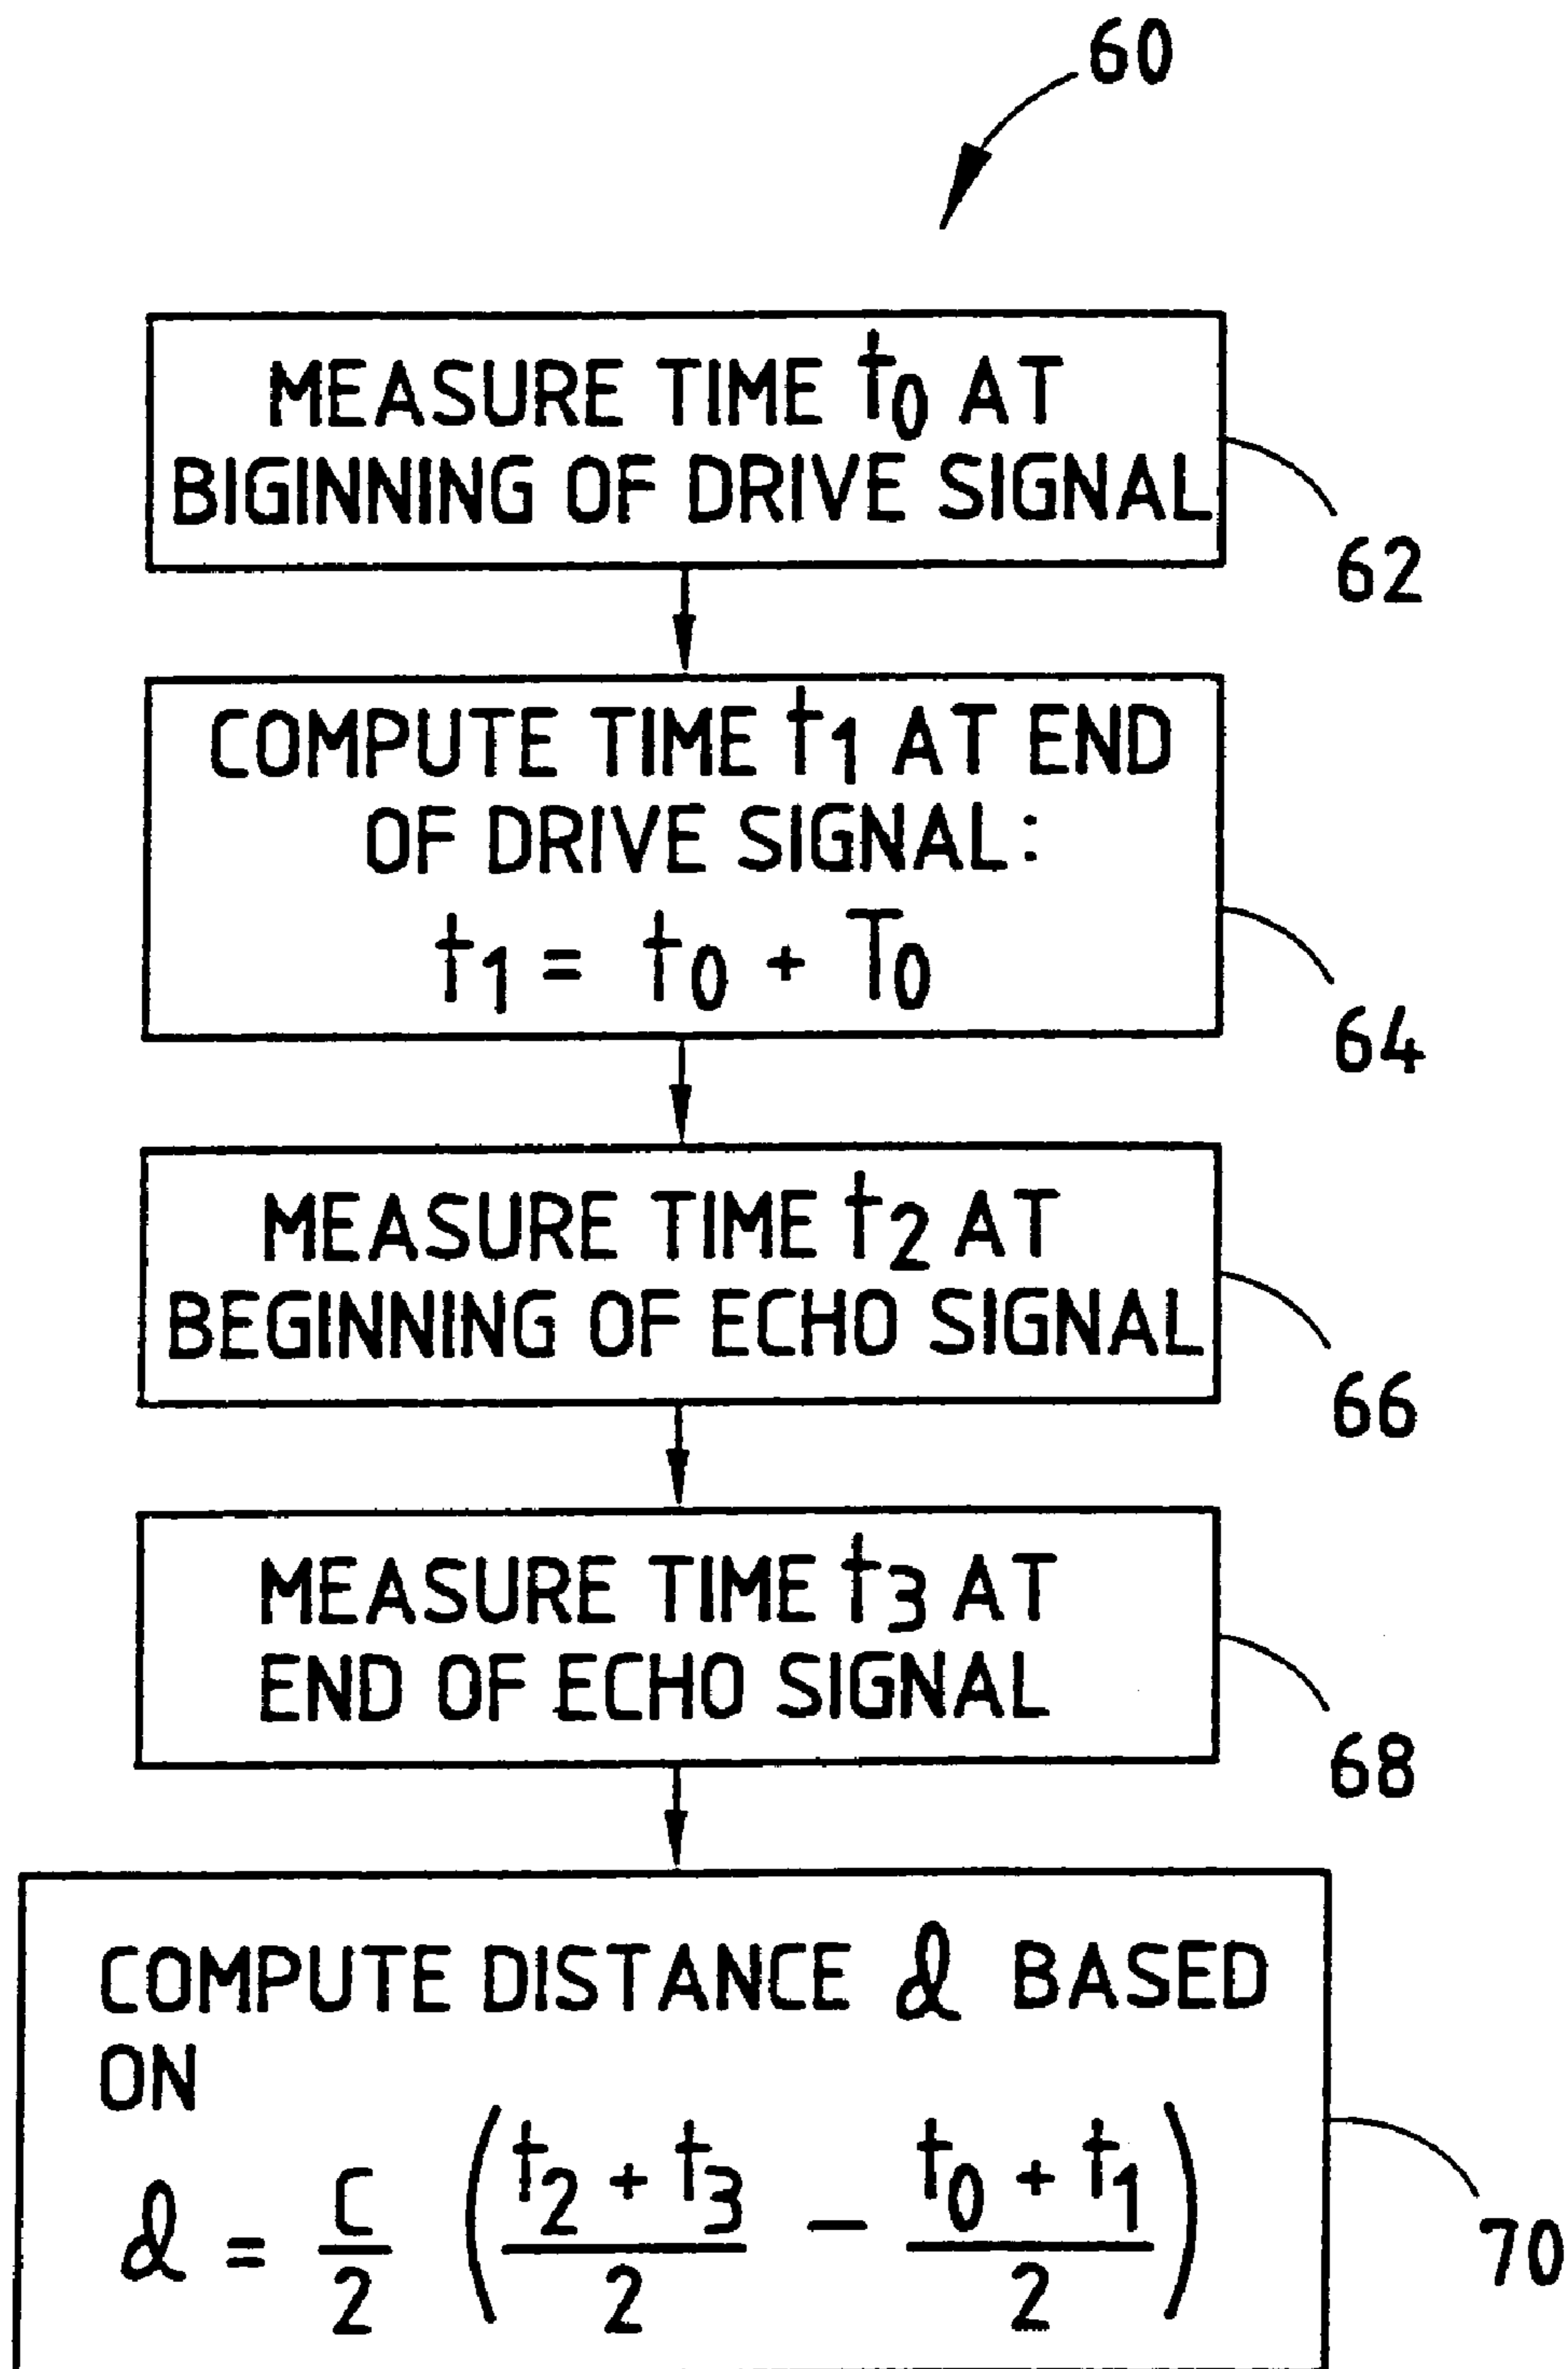 60
MEASURE TIME t0 AT
BIGINNING OF DRIVE SIGNAL
62
COMPUTE TIME t1 AT END
OF DRIVE SIGNAL:
t1 = t0 + T0
64
MEASURE TIME t2 AT
BEGINNING OF ECHO SIGNAL
66
MEASURE TIME t3 AT
END OF ECHO SIGNAL
68
COMPUTE DISTANCE ℓ BASED
ON
ℓ = C/2 ( (t2 + t3)/2 − (t0 + t1)/2 )
70